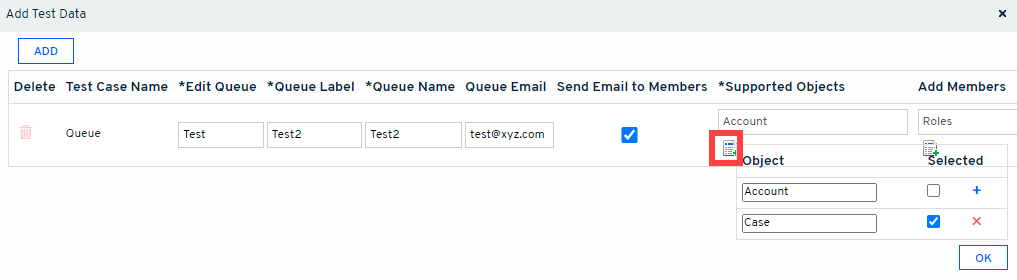 Add Test Data
ADD
Delete Test Case Name *Edit Queue *Queue Label *Queue Name Queue Email Send Email to Members *Supported Objects Add Members
Queue Test Test2 Test2 test@xyz.com Account Roles
Object Selected
Account
Case
OK